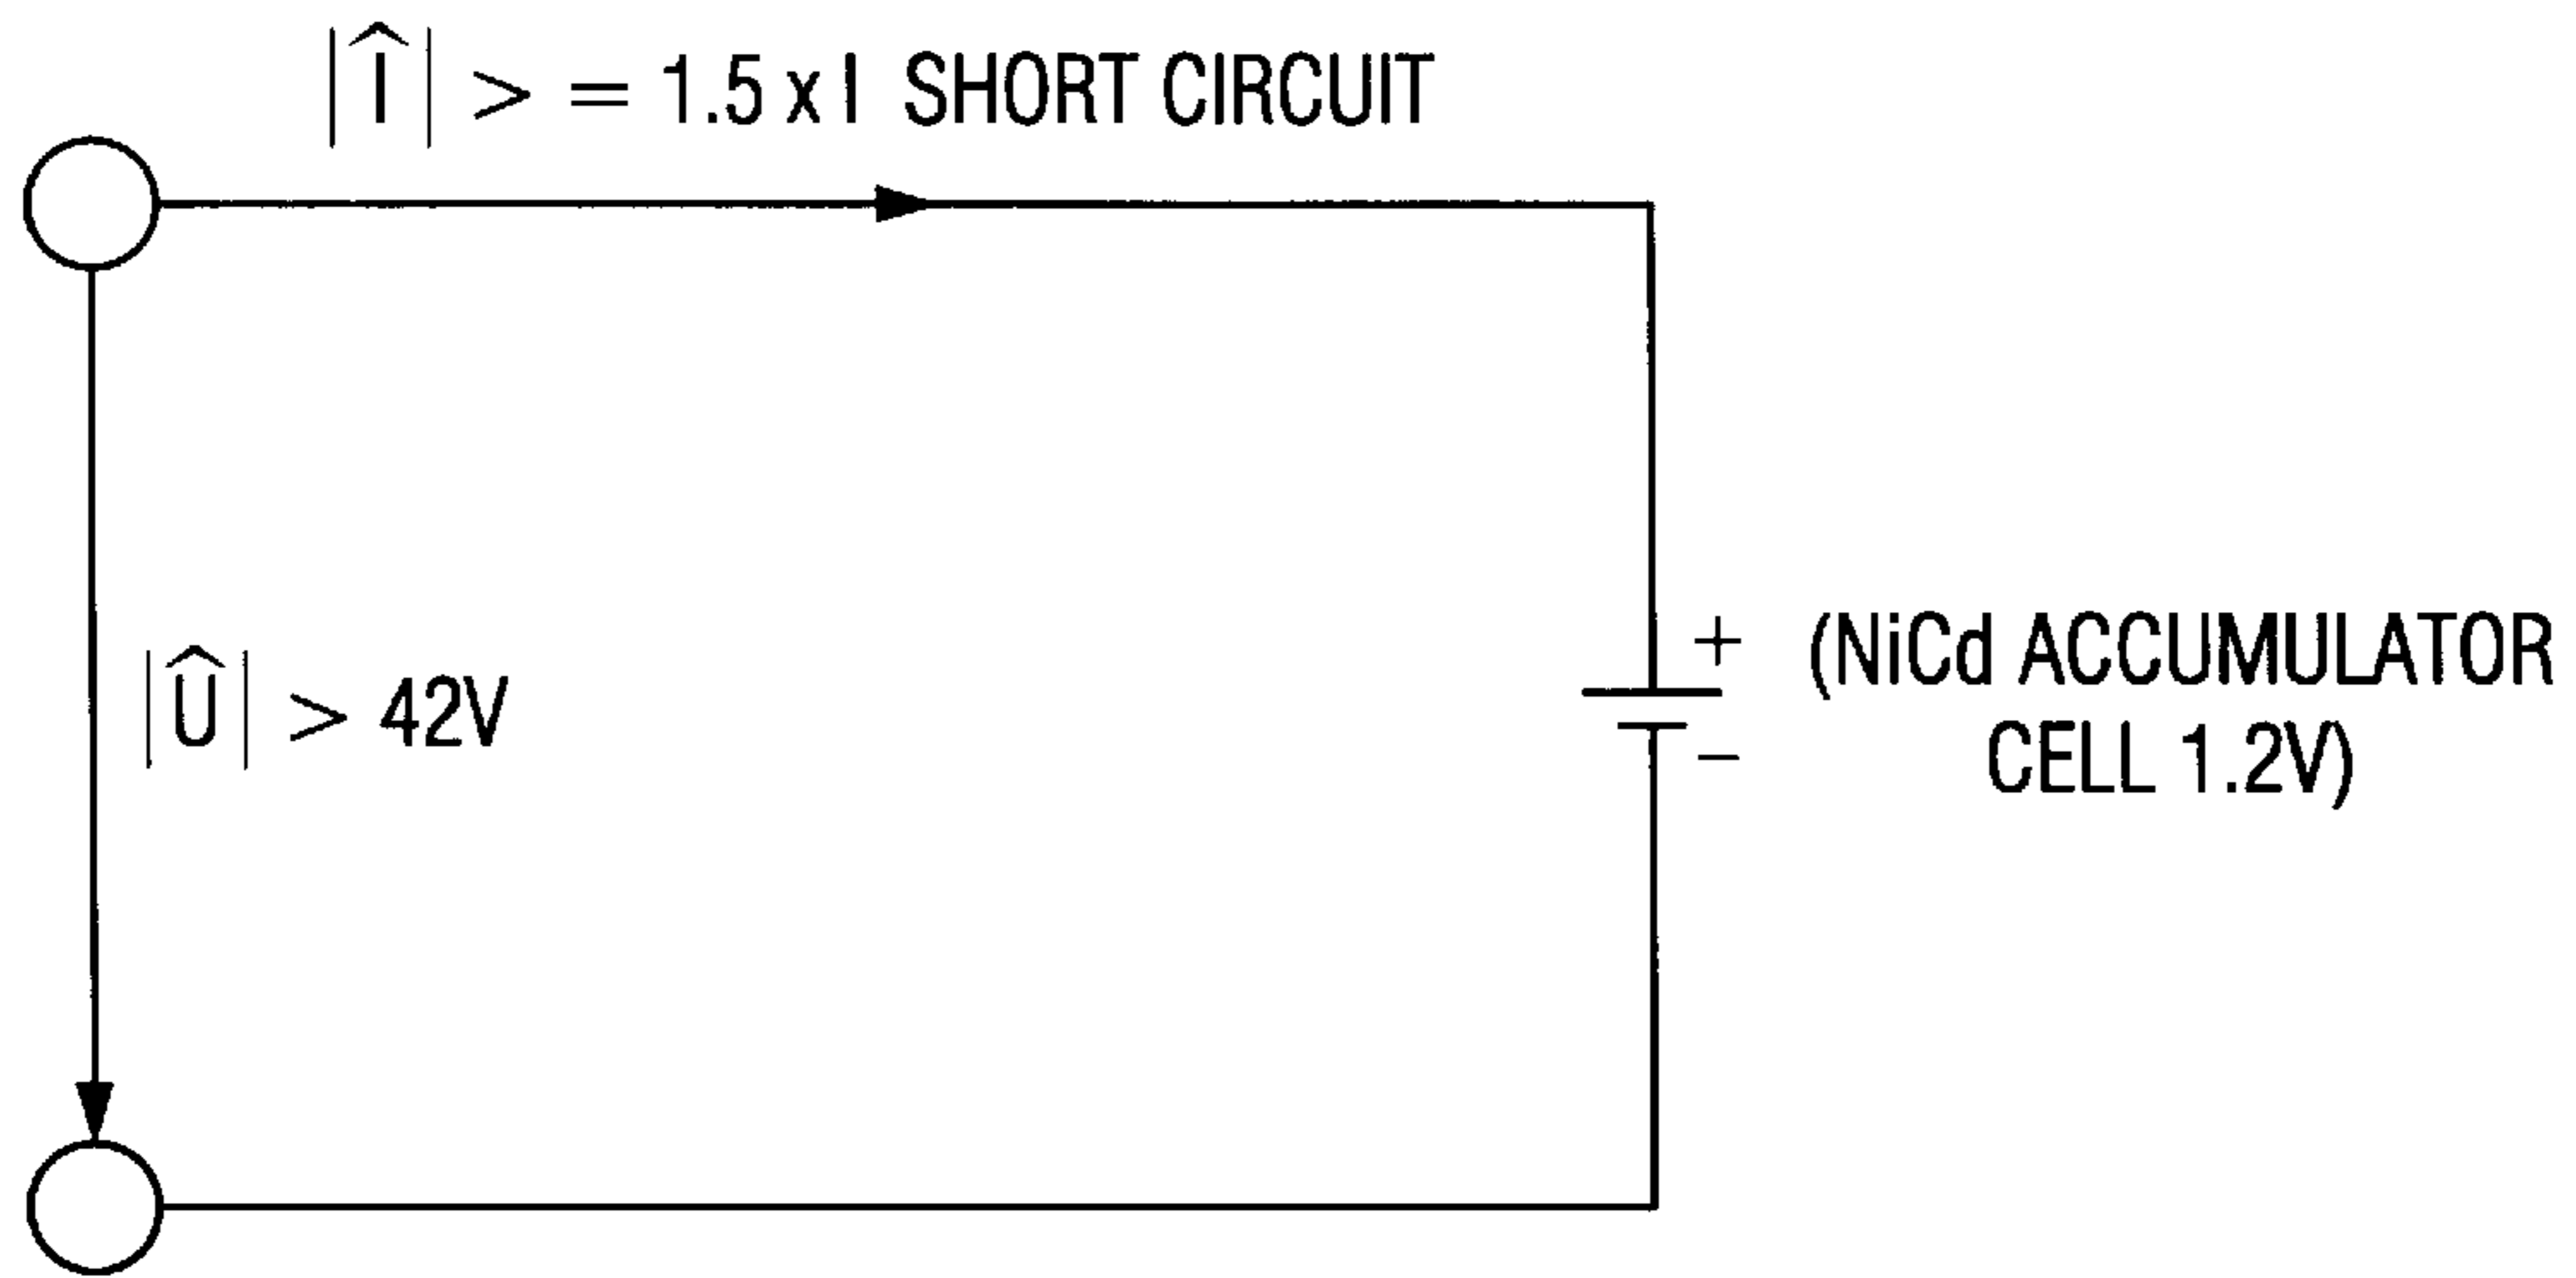 |Î| > = 1.5 x I SHORT CIRCUIT
|Û| > 42V
+ (NiCd ACCUMULATOR
CELL 1.2V)
−